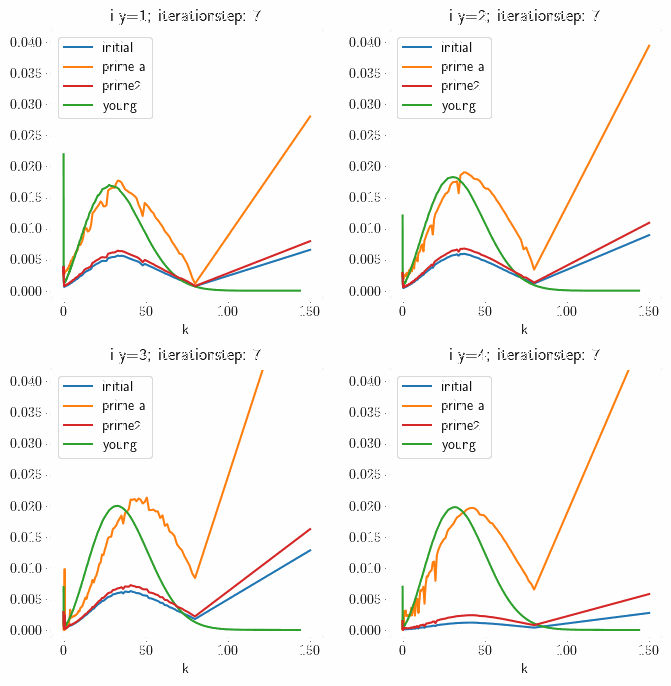 i y=1; iterationstep: 7
0.040
0.035
0.030
0.025
0.020
0.015
0.010
0.005
0.000
initial
prime a
prime2
young
0
50
100
150
k
i y=2; iterationstep: 7
0.040
0.035
0.030
0.025
0.020
0.015
0.010
0.005
0.000
initial
prime a
prime2
young
0
50
100
150
k
i y=3; iterationstep: 7
0.040
0.035
0.030
0.025
0.020
0.015
0.010
0.005
0.000
initial
prime a
prime2
young
0
50
100
150
k
i y=4; iterationstep: 7
0.040
0.035
0.030
0.025
0.020
0.015
0.010
0.005
0.000
initial
prime a
prime2
young
0
50
100
150
k